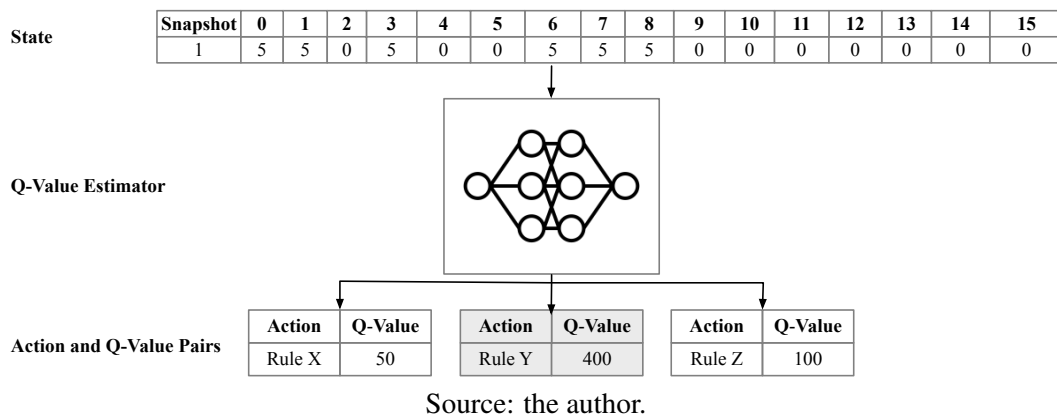 State
Snapshot 0 1 2 3 4 5 6 7 8 9 10 11 12 13 14 15
1 5 5 0 5 0 0 5 5 5 0 0 0 0 0 0 0
Q-Value Estimator
Action and Q-Value Pairs
Action Q-Value Action Q-Value Action Q-Value
Rule X 50 Rule Y 400 Rule Z 100
Source: the author.